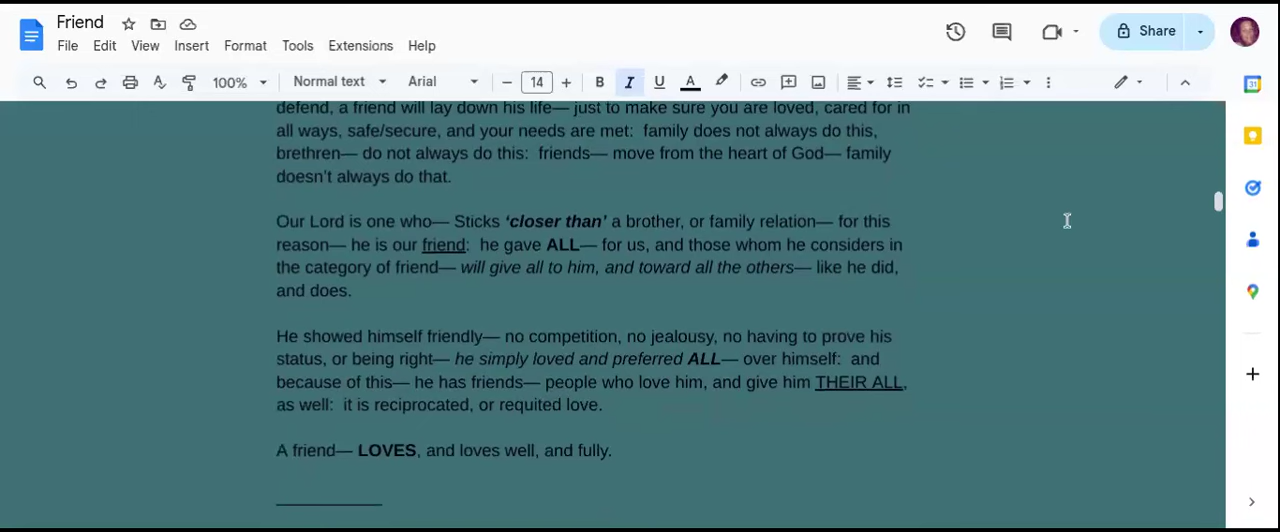 Friend
File Edit View Insert Format Tools Extensions Help
Share
100% Normal text Arial 14 B I U A
31
defend, a friend will lay down his life— just to make sure you are loved, cared for in
all ways, safe/secure, and your needs are met:  family does not always do this,
brethren— do not always do this:  friends— move from the heart of God— family
doesn’t always do that.
Our Lord is one who— Sticks ‘closer than’ a brother, or family relation— for this
reason— he is our friend:  he gave ALL— for us, and those whom he considers in
the category of friend— will give all to him, and toward all the others— like he did,
and does.
He showed himself friendly— no competition, no jealousy, no having to prove his
status, or being right— he simply loved and preferred ALL— over himself:  and
because of this— he has friends— people who love him, and give him THEIR ALL,
as well:  it is reciprocated, or requited love.
A friend— LOVES, and loves well, and fully.